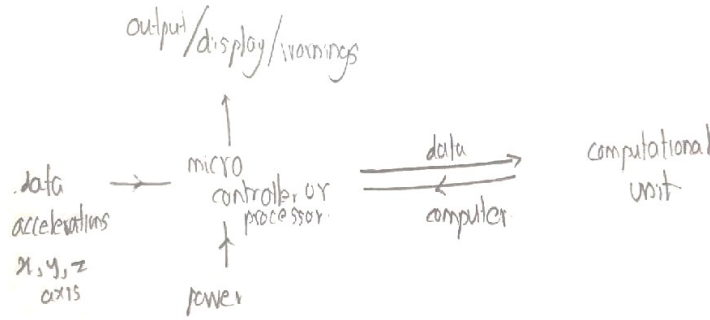 output/display/warnings
data
accelerations
x, y, z
axis
micro
controller or
processor
power
data
computer
computational
unit